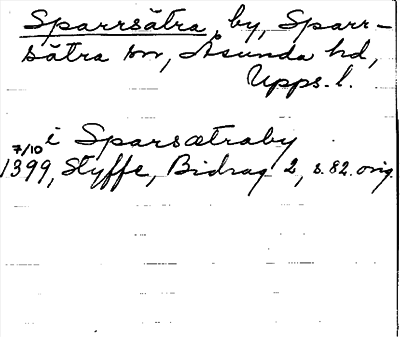 Sparrsätra, by, Sparr-
sätra sn, Åsunda hd,
Upps. l.
i Sparsætraby
7/10
1399, Styffe, Bidrag 2, s. 82. orig.